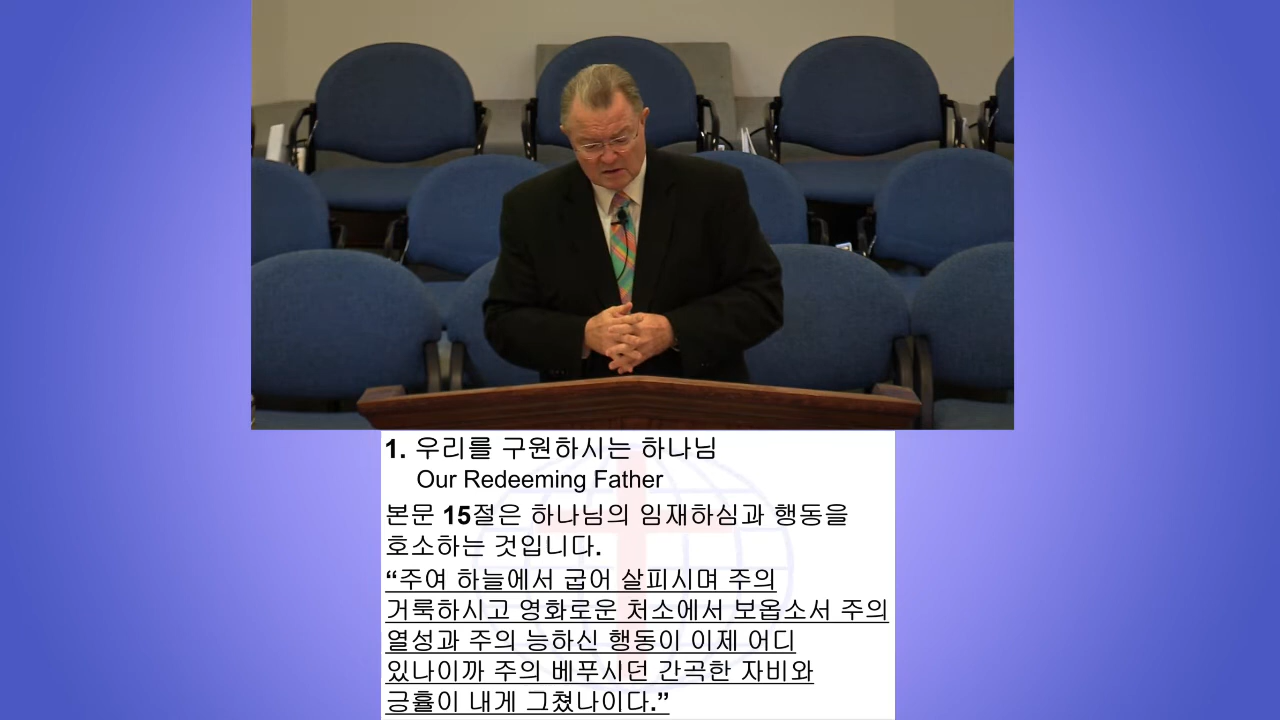 1. 우리를 구원하시는 하나님
Our Redeeming Father
본문 15절은 하나님의 임재하심과 행동을
호소하는 것입니다.
“주여 하늘에서 굽어 살피시며 주의
거룩하시고 영화로운 처소에서 보옵소서 주의
열성과 주의 능하신 행동이 이제 어디
있나이까 주의 베푸시던 간곡한 자비와
긍휼이 내게 그쳤나이다.”